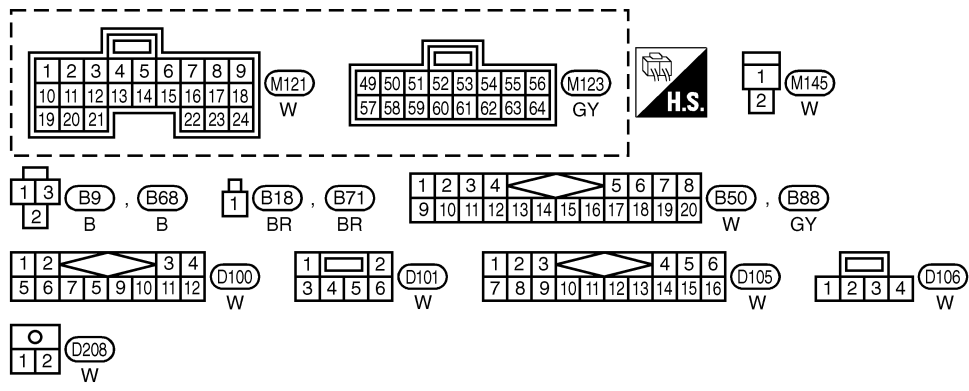 1 2 3 4 5 6 7 8 9
10 11 12 13 14 15 16 17 18
19 20 21 22 23 24
M121
W
49 50 51 52 53 54 55 56
57 58 59 60 61 62 63 64
M123
GY
H.S.
1
2
M145
W
1 3
2
B9 , B68
B B
1
B18 , B71
BR BR
1 2 3 4 5 6 7 8
9 10 11 12 13 14 15 16 17 18 19 20
B50 , B88
W GY
1 2 3 4
5 6 7 8 9 10 11 12
D100
W
1 2
3 4 5 6
D101
W
1 2 3 4 5 6
7 8 9 10 11 12 13 14 15 16
D105
W
1 2 3 4
D106
W
1 2
D208
W